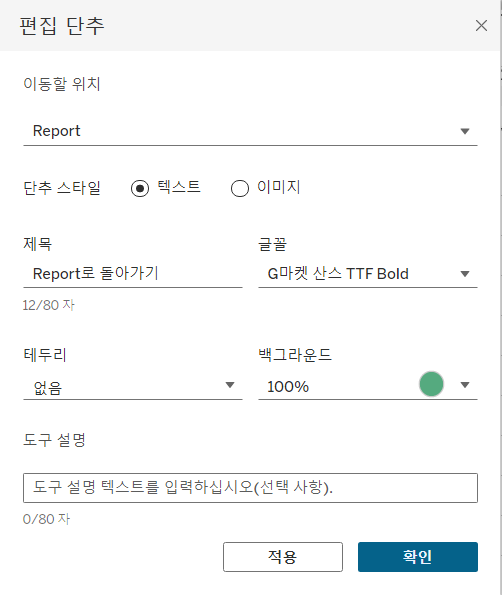 편집 단추
이동할 위치
Report
단추 스타일 텍스트 이미지
제목 글꼴
Report로 돌아가기 G마켓 산스 TTF Bold
12/80 자
테두리 백그라운드
없음 100%
도구 설명
도구 설명 텍스트를 입력하십시오(선택 사항).
0/80 자
적용 확인